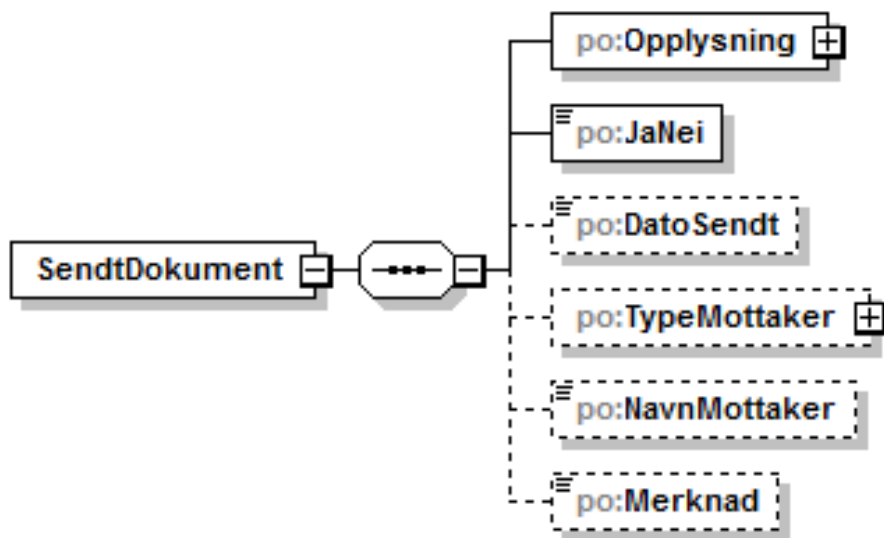 po:Opplysning
po:JaNei
po:DatoSendt
SendtDokument
po:TypeMottaker
po:NavnMottaker
po:Merknad